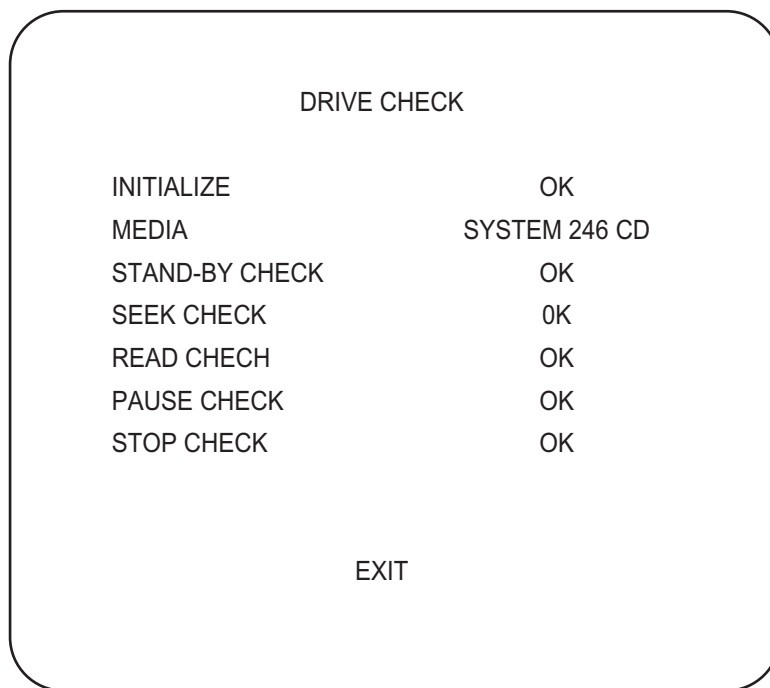 DRIVE CHECK
INITIALIZE OK
MEDIA SYSTEM 246 CD
STAND-BY CHECK OK
SEEK CHECK 0K
READ CHECH OK
PAUSE CHECK OK
STOP CHECK OK
EXIT